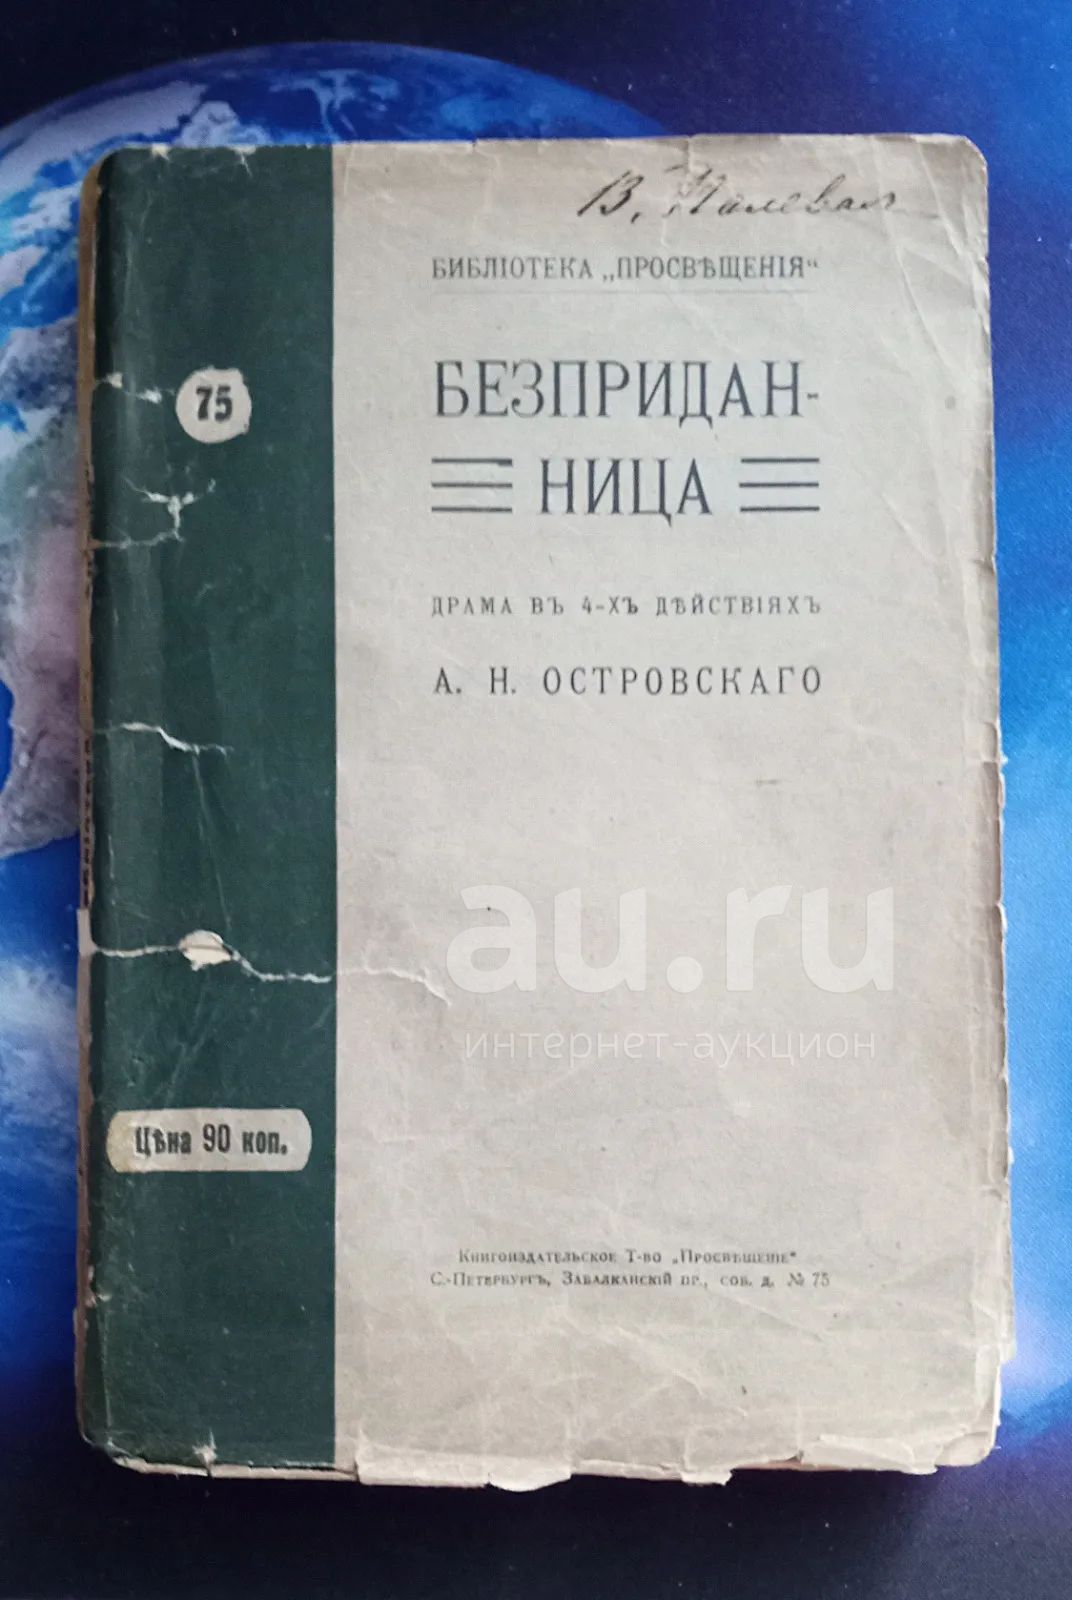 В. Палевал
БИБЛІОТЕКА „ПРОСВѢЩЕНІЯ“
БЕЗПРИДАН-
НИЦА
75
ДРАМА ВЪ 4-ХЪ ДѢЙСТВІЯХЪ
А. Н. ОСТРОВСКАГО
au.ru
интернет-аукцион
Цѣна 90 коп.
Книгоиздательское Т-во „Просвѣщеніе“
С.-Петербургъ, Забалканскій пр., соб. д. № 75